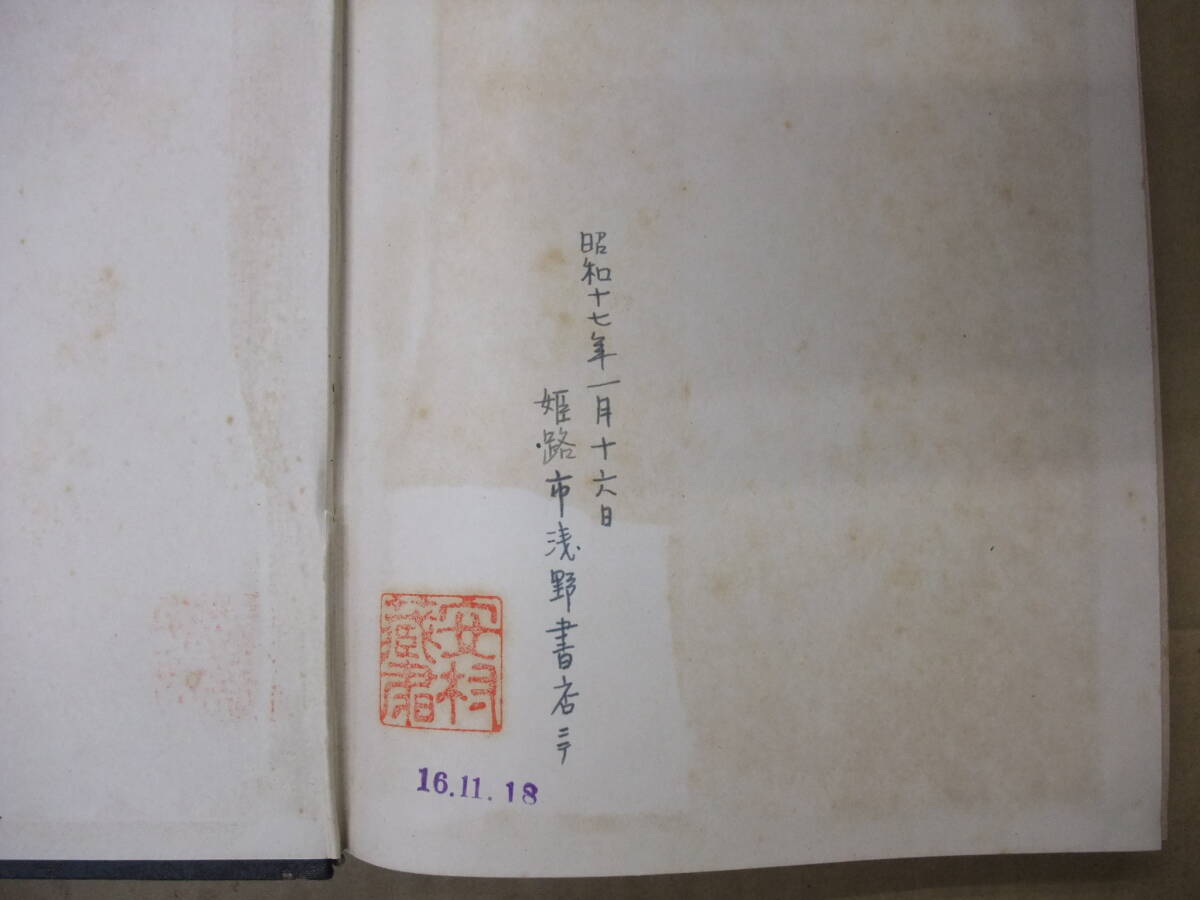 昭和十七年一月十六日
姫路市浅野書店ニテ
安村
蔵書
16.11.18